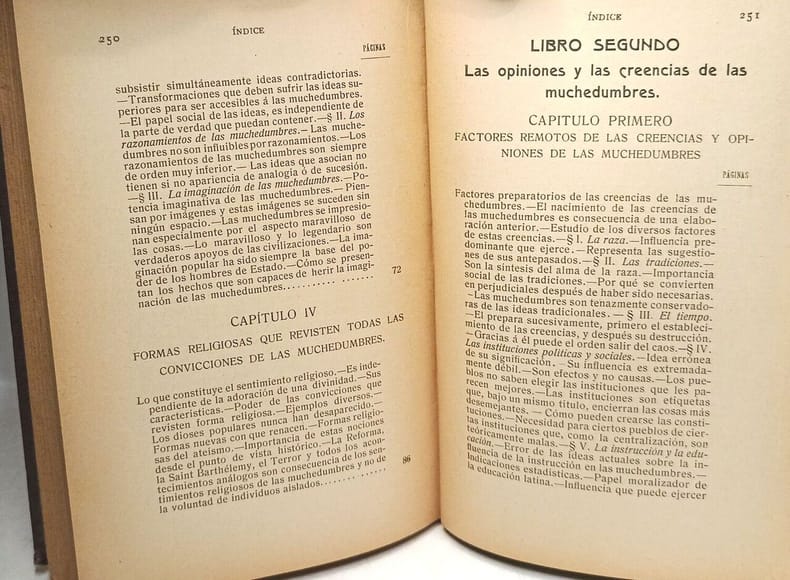 250
ÍNDICE
PÁGINAS
subsistir simultáneamente ideas contradictorias.
—Transformaciones que deben sufrir las ideas su-
periores para ser accesibles á las muchedumbres.
—El papel social de las ideas, es independiente de
la parte de verdad que puedan contener.—§ II. Los
razonamientos de las muchedumbres.—Las muche-
dumbres no son influibles por razonamientos.—Los
razonamientos de las muchedumbres son siempre
de orden muy inferior.—Las ideas que asocian no
tienen si no apariencia de analogía ó de sucesión.
—§ III. La imaginación de las muchedumbres.—Po-
tencia imaginativa de las muchedumbres.—Pien-
san por imágenes y estas imágenes se suceden sin
ningún espacio.—Las muchedumbres se impresio-
nan especialmente por el aspecto maravilloso de
las cosas.—Lo maravilloso y lo legendario son
verdaderos apoyos de las civilizaciones.—La ima-
ginación popular ha sido siempre la base del po-
der de los hombres de Estado.—Cómo se presen-
tan los hechos que son capaces de herir la imagi-
nación de las muchedumbres.................. 72
CAPÍTULO IV
FORMAS RELIGIOSAS QUE REVISTEN TODAS LAS
CONVICCIONES DE LAS MUCHEDUMBRES.
Lo que constituye el sentimiento religioso.—Es inde-
pendiente de la adoración de una divinidad.—Sus
características.—Poder de las convicciones que
revisten forma religiosa.—Ejemplos diversos.—
Los dioses populares nunca han desaparecido.—
Formas nuevas con que renacen.—Formas religio-
sas del ateismo.—Importancia de estas nociones
desde el punto de vista histórico.—La Reforma,
la Saint Barthélemy, el Terror y todos los acon-
tecimientos análogos son consecuencia de los sen-
timientos religiosos de las muchedumbres y no de
la voluntad de individuos aislados............... 86
ÍNDICE
251
LIBRO SEGUNDO
Las opiniones y las creencias de las
muchedumbres.
CAPITULO PRIMERO
FACTORES REMOTOS DE LAS CREENCIAS Y OPI-
NIONES DE LAS MUCHEDUMBRES
PÁGINAS
Factores preparatorios de las creencias de las mu-
chedumbres.—El nacimiento de las creencias de
las muchedumbres es consecuencia de una elabo-
ración anterior.—Estudio de los diversos factores
de estas creencias.—§ I. La raza.—Influencia pre-
dominante que ejerce.—Representa las sugestio-
nes de sus antepasados.—§ II. Las tradiciones.—
Son la síntesis del alma de la raza.—Importancia
social de las tradiciones.—Por qué se convierten
en perjudiciales después de haber sido necesarias.
-Las muchedumbres son tenazmente conservado-
ras de las ideas tradicionales.—§ III. El tiempo.
—El prepara sucesivamente, primero el estableci-
miento de las creencias, y después su destrucción.
—Gracias á él puede el orden salir del caos.—§ IV.
Las instituciones políticas y sociales.—Idea errónea
de su significación.—Su influencia es extremada-
mente débil.—Son efectos y no causas.—Los pue-
blos no saben elegir las instituciones que les pa-
recen mejores.—Las instituciones son etiquetas
que, bajo un mismo título, encierran las cosas más
desemejantes.—Cómo pueden crearse las consti-
tuciones.—Necesidad para ciertos pueblos de cier-
tas instituciones que, como la centralización, son
teóricamente malas.—§ V. La instrucción y la edu-
cación.—Error de las ideas actuales sobre la in-
fluencia de la instrucción en las muchedumbres.—
Indicaciones estadísticas.—Papel moralizador de
la educación latina.—Influencia que puede ejercer